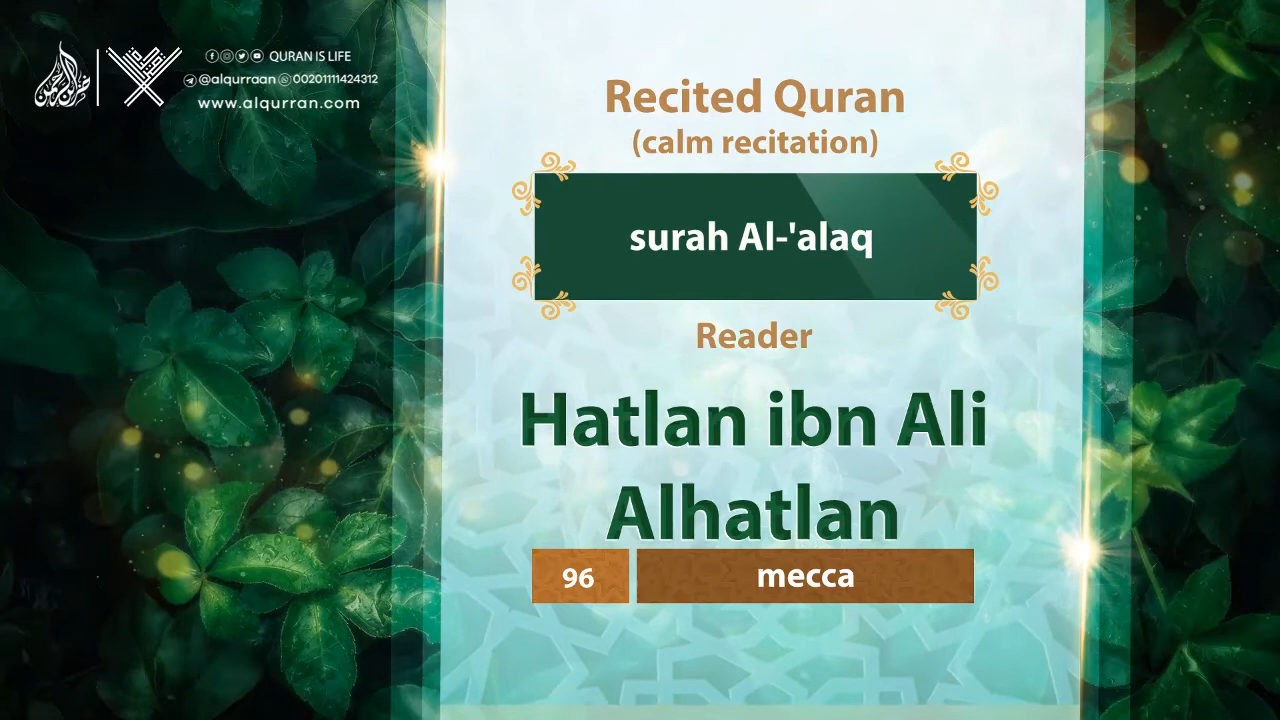 QURAN IS LIFE
@alqurraan 00201111424312
www.alqurran.com
Recited Quran
(calm recitation)
surah Al-'alaq
Reader
Hatlan ibn Ali
Alhatlan
96
mecca